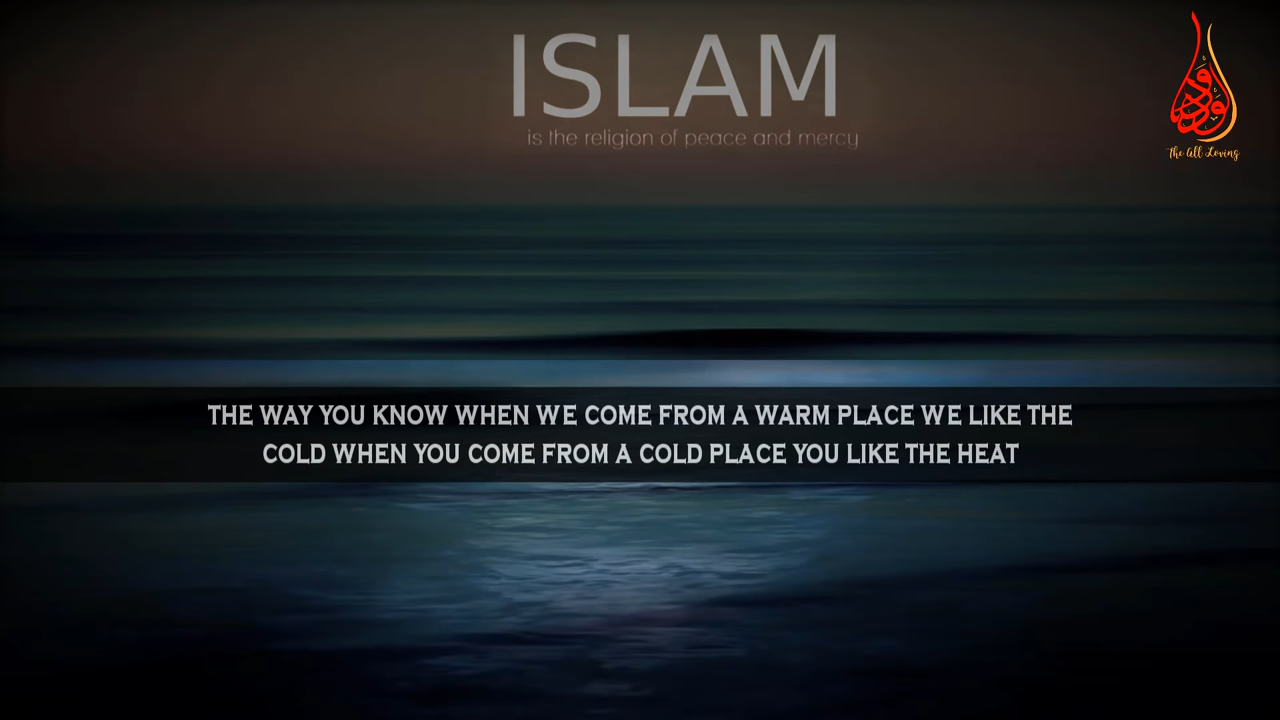 ISLAM
is the religion of peace and mercy
الودود
The All Loving
THE WAY YOU KNOW WHEN WE COME FROM A WARM PLACE WE LIKE THE
COLD WHEN YOU COME FROM A COLD PLACE YOU LIKE THE HEAT